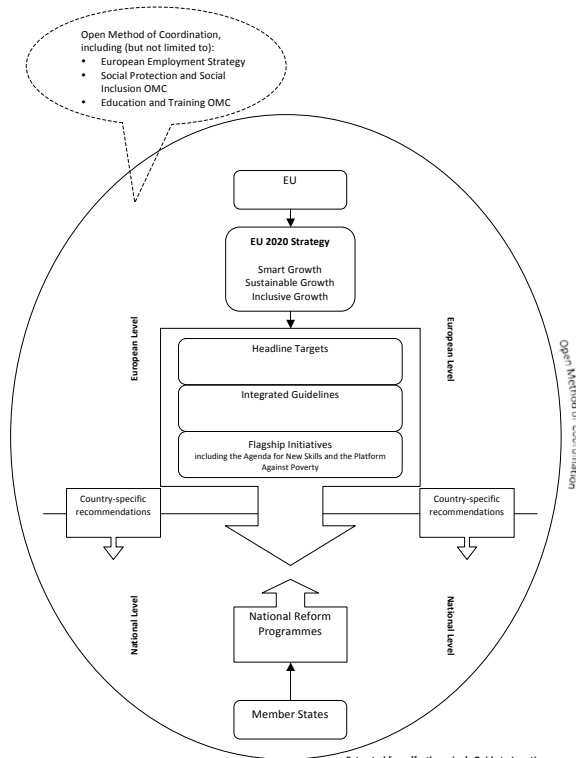 Open Method of Coordination,
including (but not limited to):
• European Employment Strategy
• Social Protection and Social
Inclusion OMC
• Education and Training OMC
EU
EU 2020 Strategy
Smart Growth
Sustainable Growth
Inclusive Growth
European Level
European Level
Open Method of Coordination
Headline Targets
Integrated Guidelines
Flagship Initiatives
including the Agenda for New Skills and the Platform
Against Poverty
Country-specific
recommendations
Country-specific
recommendations
National Level
National Level
National Reform
Programmes
Member States